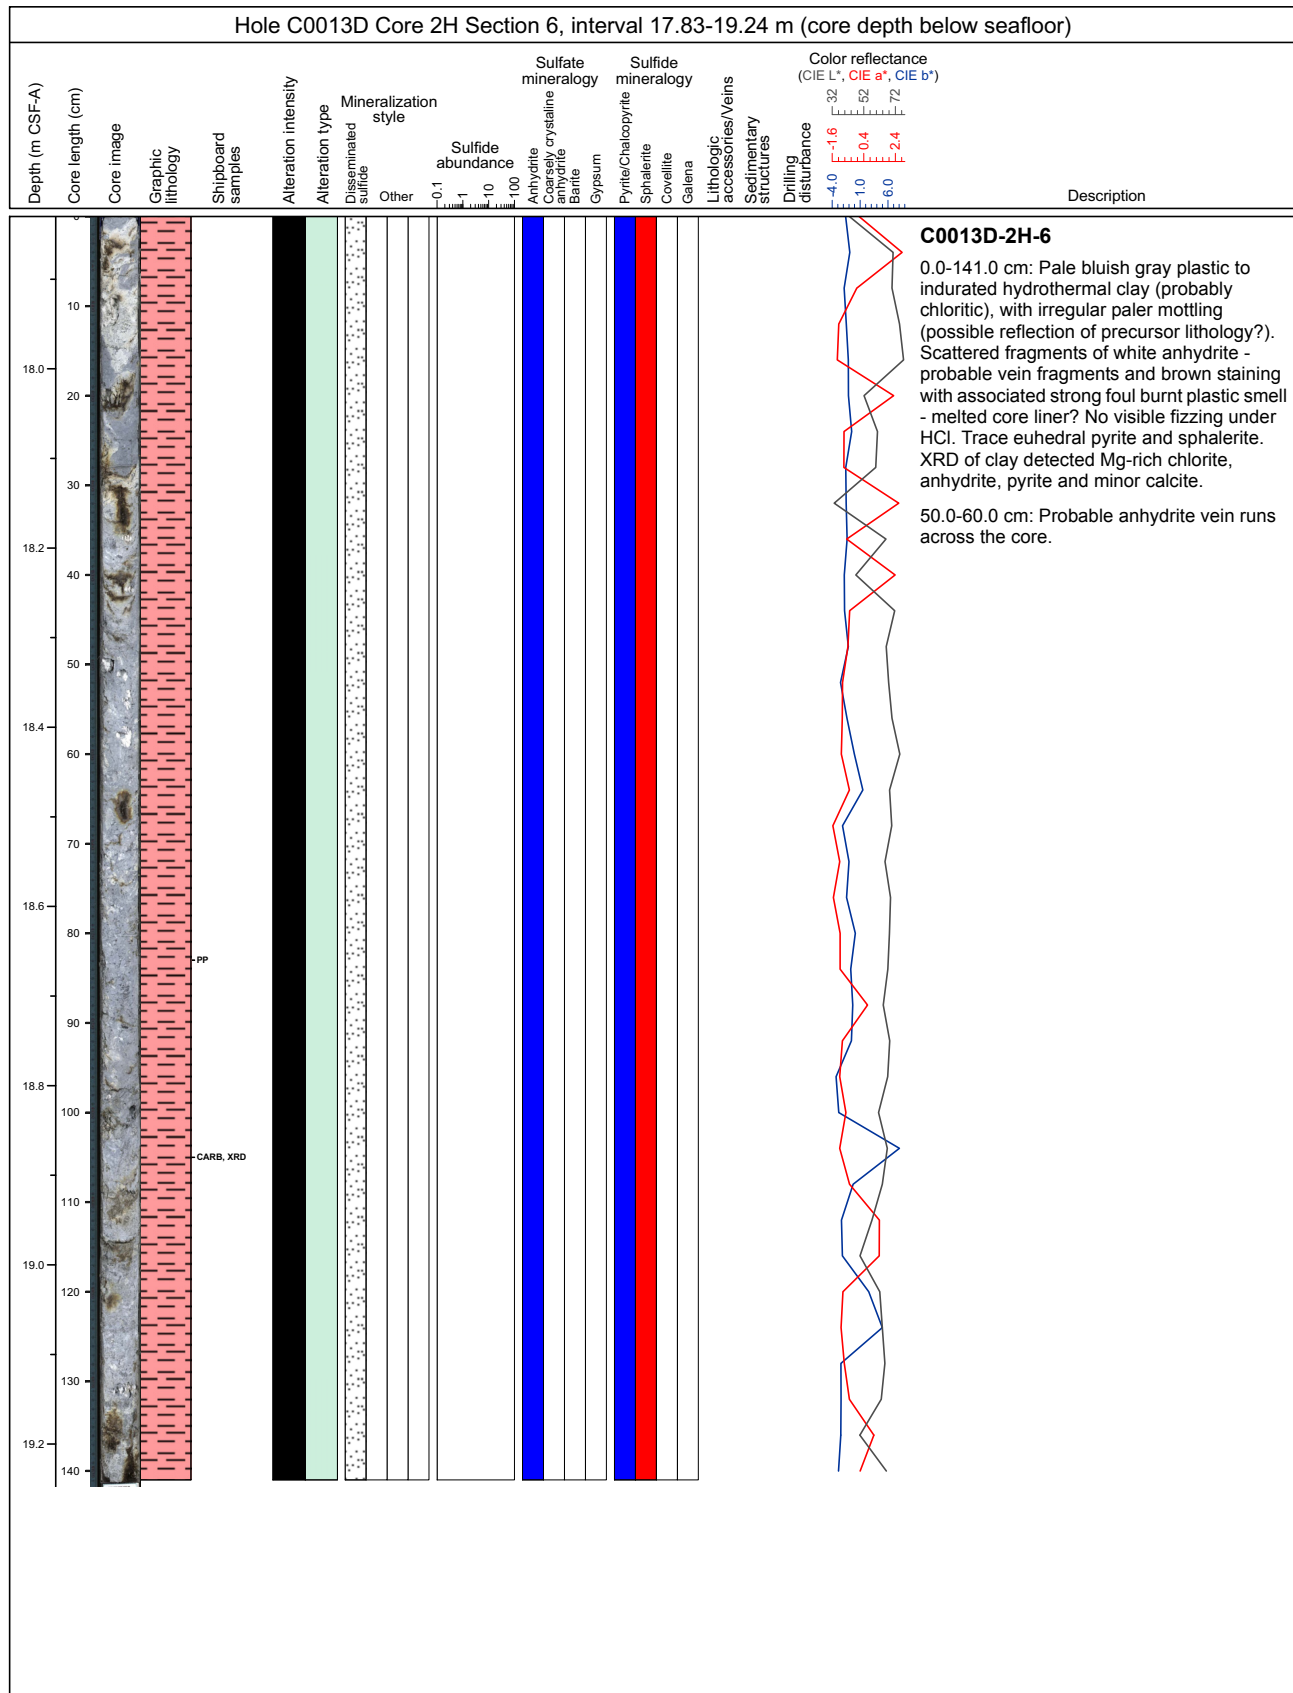 Hole C0013D Core 2H Section 6, interval 17.83-19.24 m (core depth below seafloor)
Depth (m CSF-A)
Core length (cm)
Core image
Graphic
lithology
Shipboard
samples
Alteration intensity
Alteration type
Mineralization
style
Disseminated
sulfide
Other
Sulfide
abundance
0.1
1
10
100
Sulfate
mineralogy
Anhydrite
Coarsely crystaline
anhydrite
Barite
Gypsum
Sulfide
mineralogy
Pyrite/Chalcopyrite
Sphalerite
Covellite
Galena
Lithologic
accessories/Veins
Sedimentary
structures
Drilling
disturbance
Color reflectance
(CIE L*, CIE a*, CIE b*)
32 52 72
-1.6 0.4 2.4
-4.0 1.0 6.0
Description
0
10
18.0
20
30
18.2
40
50
18.4
60
70
18.6
80
PP
90
18.8
100
CARB, XRD
110
19.0
120
130
19.2
140
C0013D-2H-6
0.0-141.0 cm: Pale bluish gray plastic to
indurated hydrothermal clay (probably
chloritic), with irregular paler mottling
(possible reflection of precursor lithology?).
Scattered fragments of white anhydrite -
probable vein fragments and brown staining
with associated strong foul burnt plastic smell
- melted core liner? No visible fizzing under
HCl. Trace euhedral pyrite and sphalerite.
XRD of clay detected Mg-rich chlorite,
anhydrite, pyrite and minor calcite.
50.0-60.0 cm: Probable anhydrite vein runs
across the core.